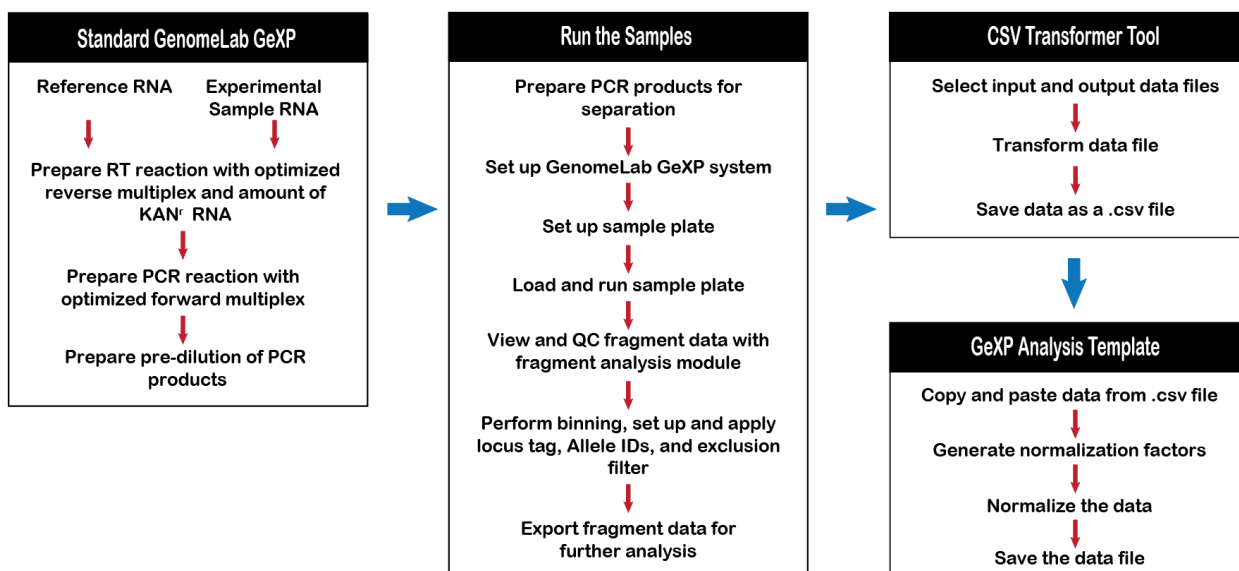 Standard GenomeLab GeXP
Reference RNA
Experimental
Sample RNA
Prepare RT reaction with optimized
reverse multiplex and amount of
KANʳ RNA
Prepare PCR reaction with
optimized forward multiplex
Prepare pre-dilution of PCR
products
Run the Samples
Prepare PCR products for
separation
Set up GenomeLab GeXP system
Set up sample plate
Load and run sample plate
View and QC fragment data with
fragment analysis module
Perform binning, set up and apply
locus tag, Allele IDs, and exclusion
filter
Export fragment data for
further analysis
CSV Transformer Tool
Select input and output data files
Transform data file
Save data as a .csv file
GeXP Analysis Template
Copy and paste data from .csv file
Generate normalization factors
Normalize the data
Save the data file